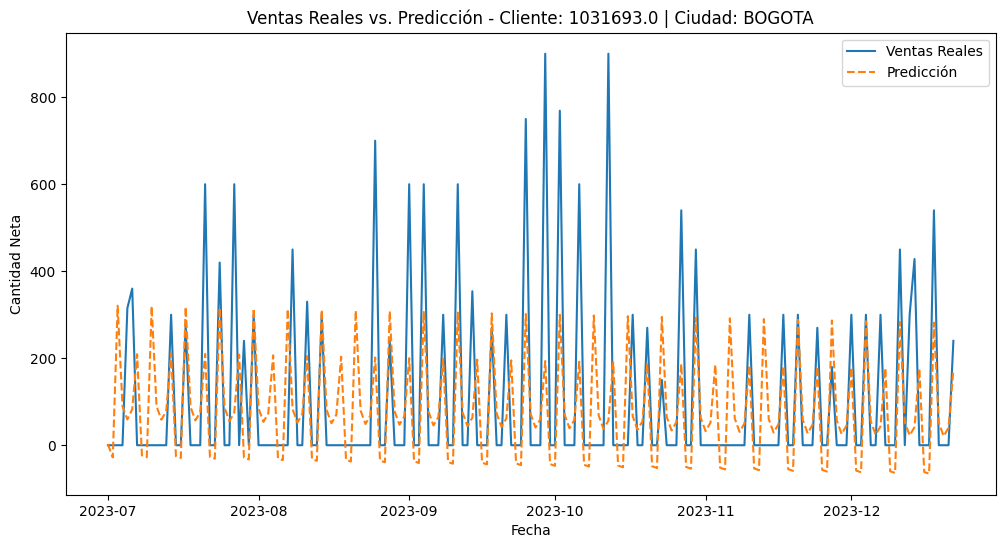 Ventas Reales vs. Predicción - Cliente: 1031693.0 | Ciudad: BOGOTA
Ventas Reales
Predicción
Cantidad Neta
800
600
400
200
0
2023-07
2023-08
2023-09
2023-10
2023-11
2023-12
Fecha